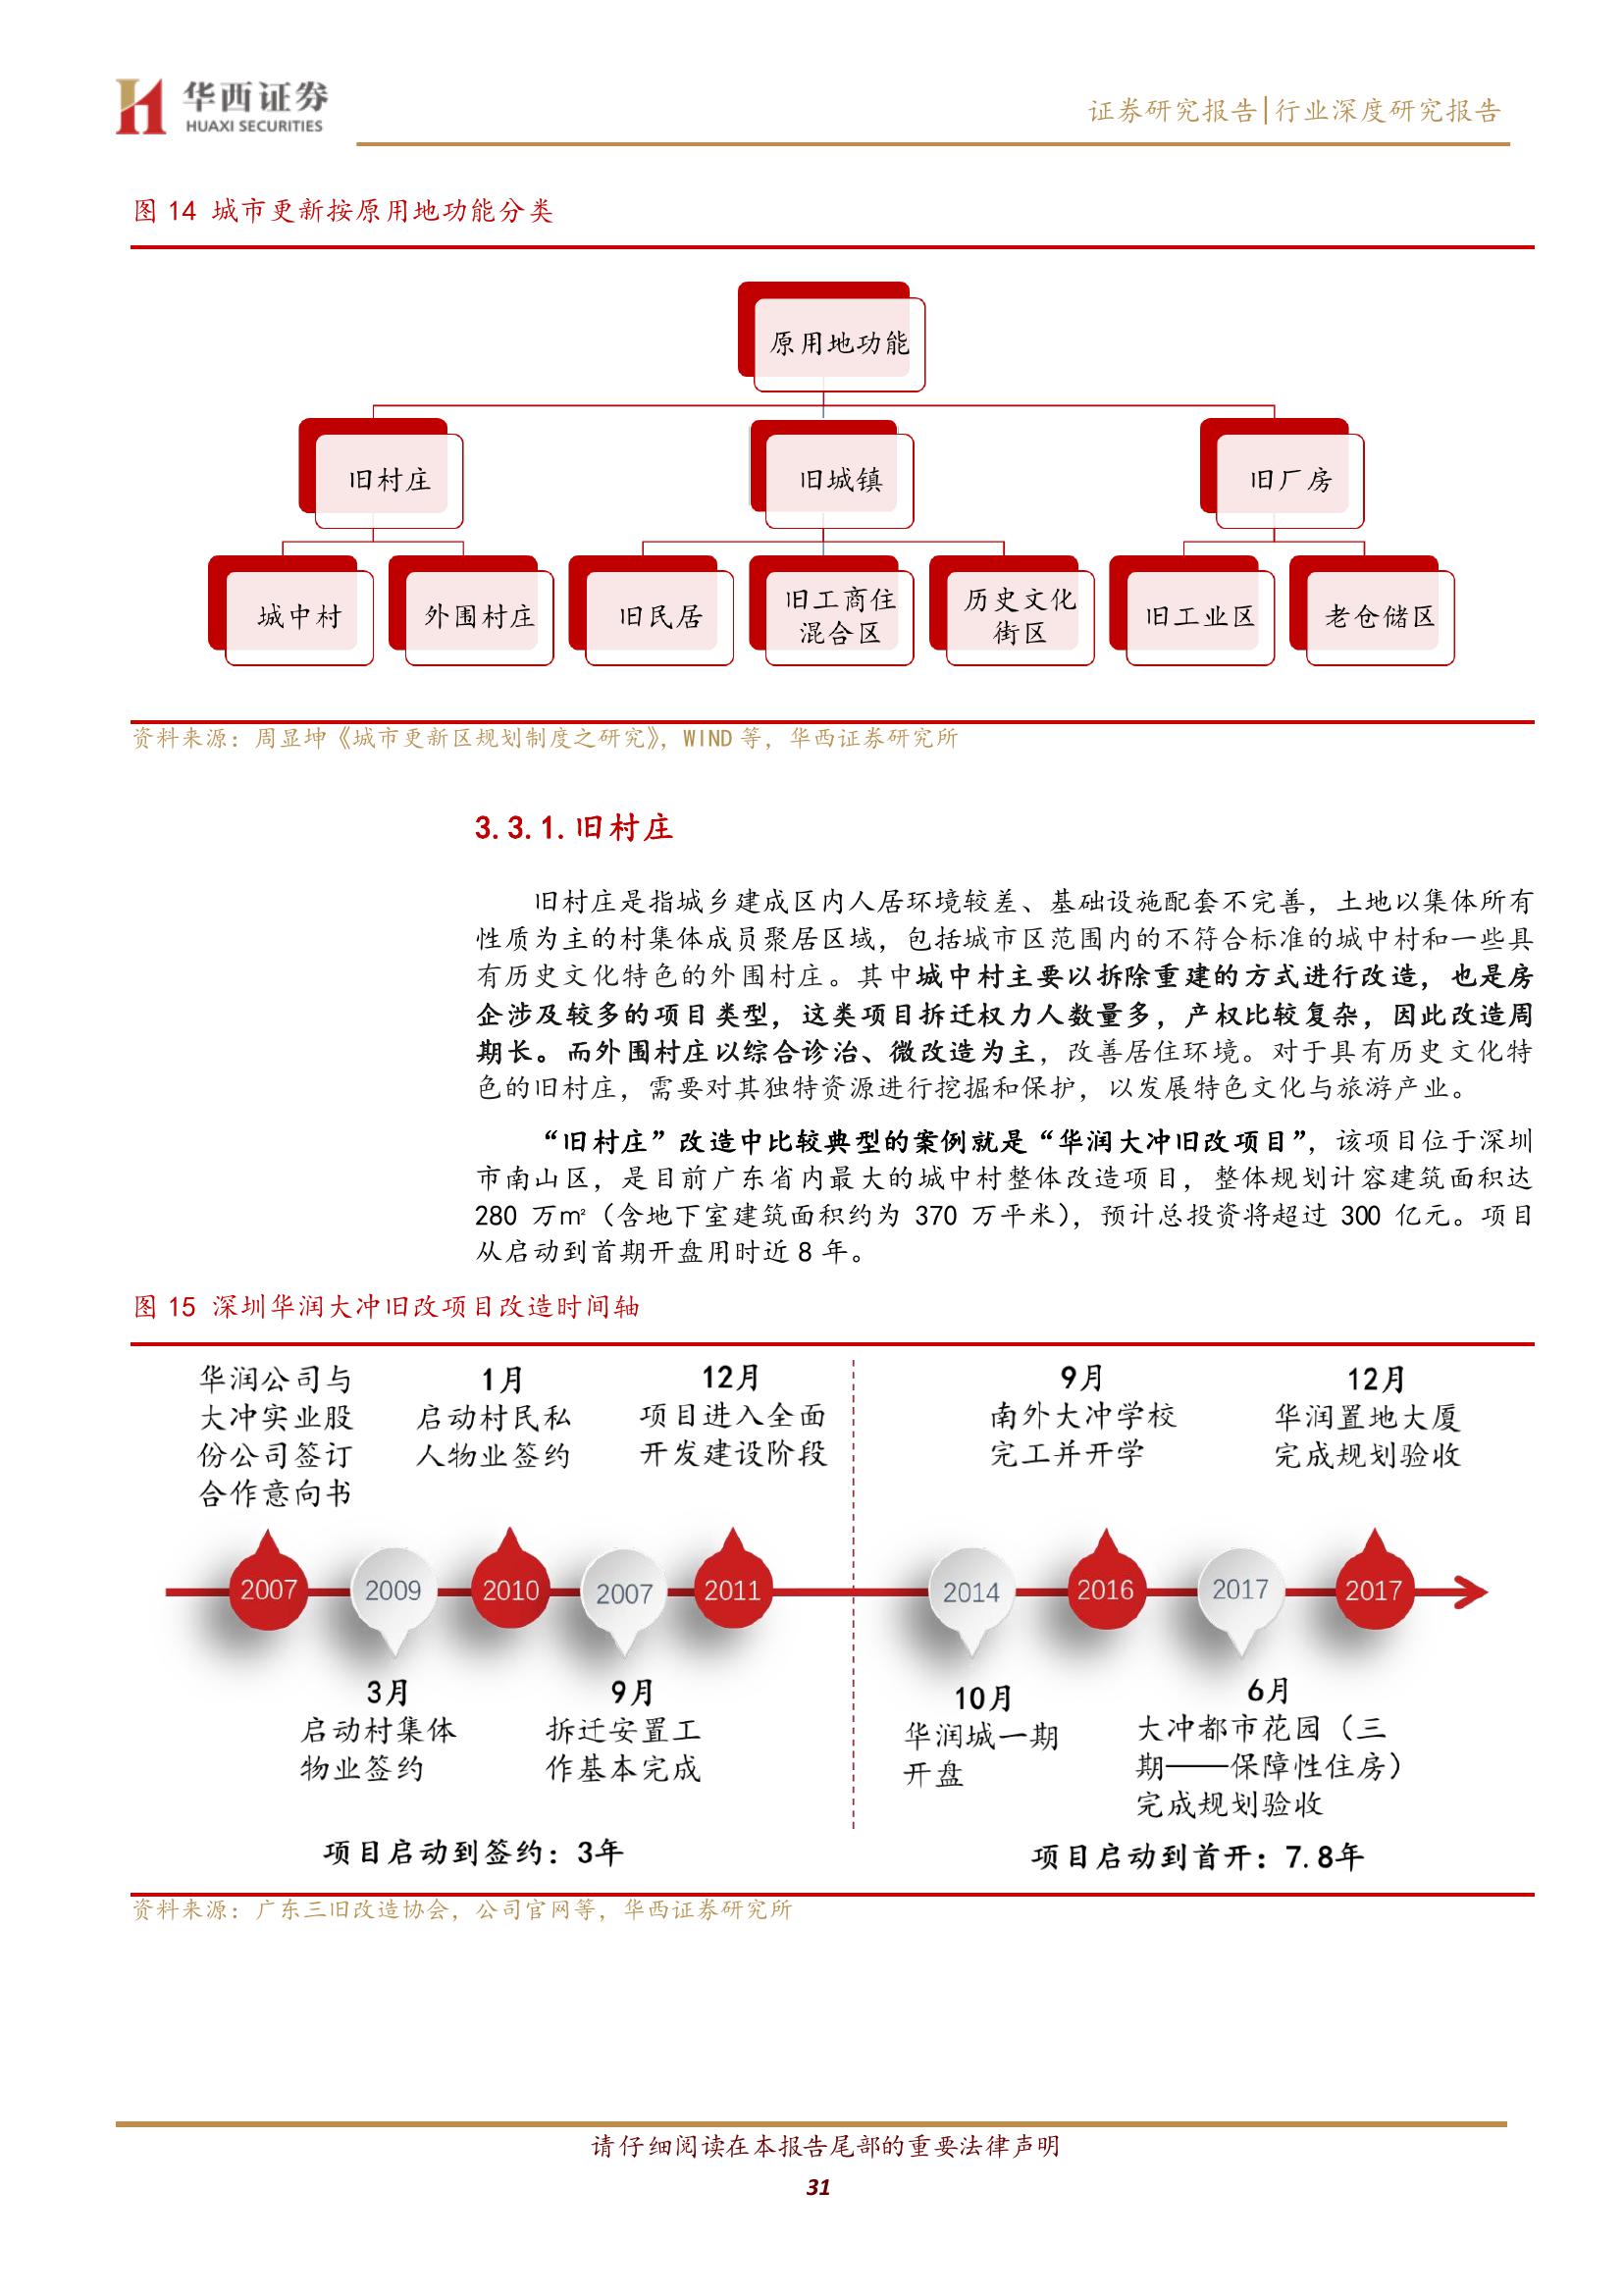 华西证券
HUAXI SECURITIES
证券研究报告|行业深度研究报告
图 14 城市更新按原用地功能分类
原用地功能
旧村庄
旧城镇
旧厂房
城中村
外围村庄
旧民居
旧工商住
混合区
历史文化
街区
旧工业区
老仓储区
资料来源：周显坤《城市更新区规划制度之研究》，WIND 等，华西证券研究所
3.3.1.旧村庄
旧村庄是指城乡建成区内人居环境较差、基础设施配套不完善，土地以集体所有
性质为主的村集体成员聚居区域，包括城市区范围内的不符合标准的城中村和一些具
有历史文化特色的外围村庄。其中城中村主要以拆除重建的方式进行改造，也是房
企涉及较多的项目类型，这类项目拆迁权力人数量多，产权比较复杂，因此改造周
期长。而外围村庄以综合诊治、微改造为主，改善居住环境。对于具有历史文化特
色的旧村庄，需要对其独特资源进行挖掘和保护，以发展特色文化与旅游产业。
“旧村庄”改造中比较典型的案例就是“华润大冲旧改项目”，该项目位于深圳
市南山区，是目前广东省内最大的城中村整体改造项目，整体规划计容建筑面积达
280 万㎡（含地下室建筑面积约为 370 万平米），预计总投资将超过 300 亿元。项目
从启动到首期开盘用时近 8 年。
图 15 深圳华润大冲旧改项目改造时间轴
华润公司与
大冲实业股
份公司签订
合作意向书
1月
启动村民私
人物业签约
12月
项目进入全面
开发建设阶段
9月
南外大冲学校
完工并开学
12月
华润置地大厦
完成规划验收
2007
2009
2010
2007
2011
2014
2016
2017
2017
3月
启动村集体
物业签约
9月
拆迁安置工
作基本完成
10月
华润城一期
开盘
6月
大冲都市花园（三
期——保障性住房）
完成规划验收
项目启动到签约：3年
项目启动到首开：7.8年
资料来源：广东三旧改造协会，公司官网等，华西证券研究所
请仔细阅读在本报告尾部的重要法律声明
31